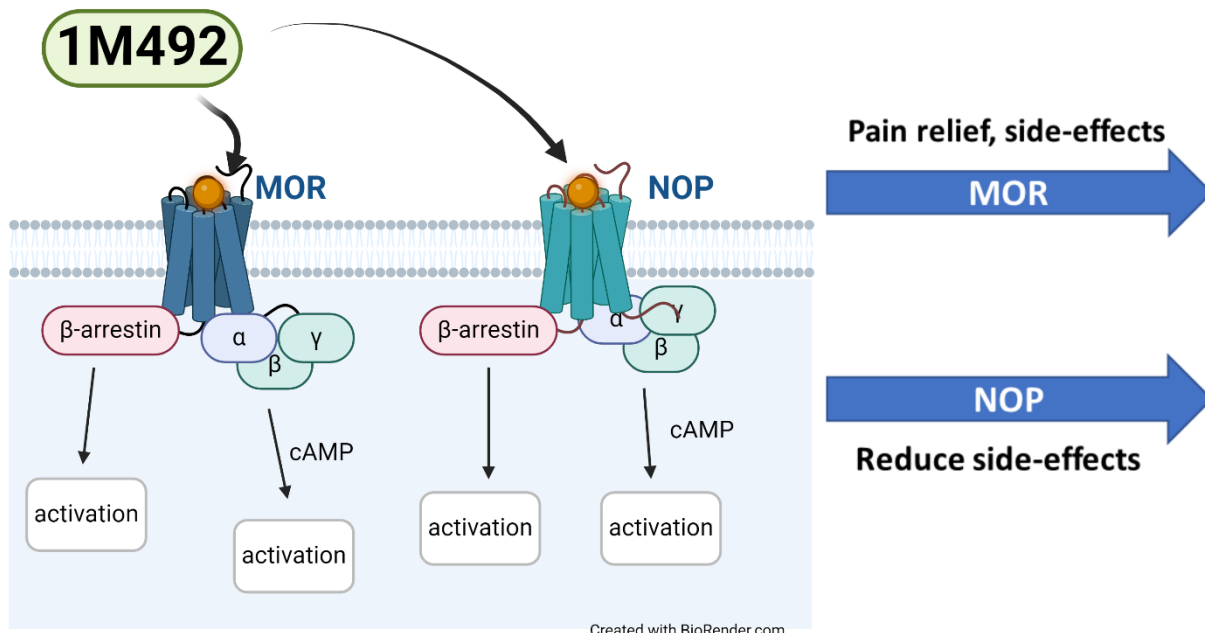 1M492
MOR
NOP
β-arrestin
α
β
γ
β-arrestin
α
β
γ
cAMP
cAMP
activation
activation
activation
activation
Pain relief, side-effects
MOR
NOP
Reduce side-effects
Created with BioRender.com